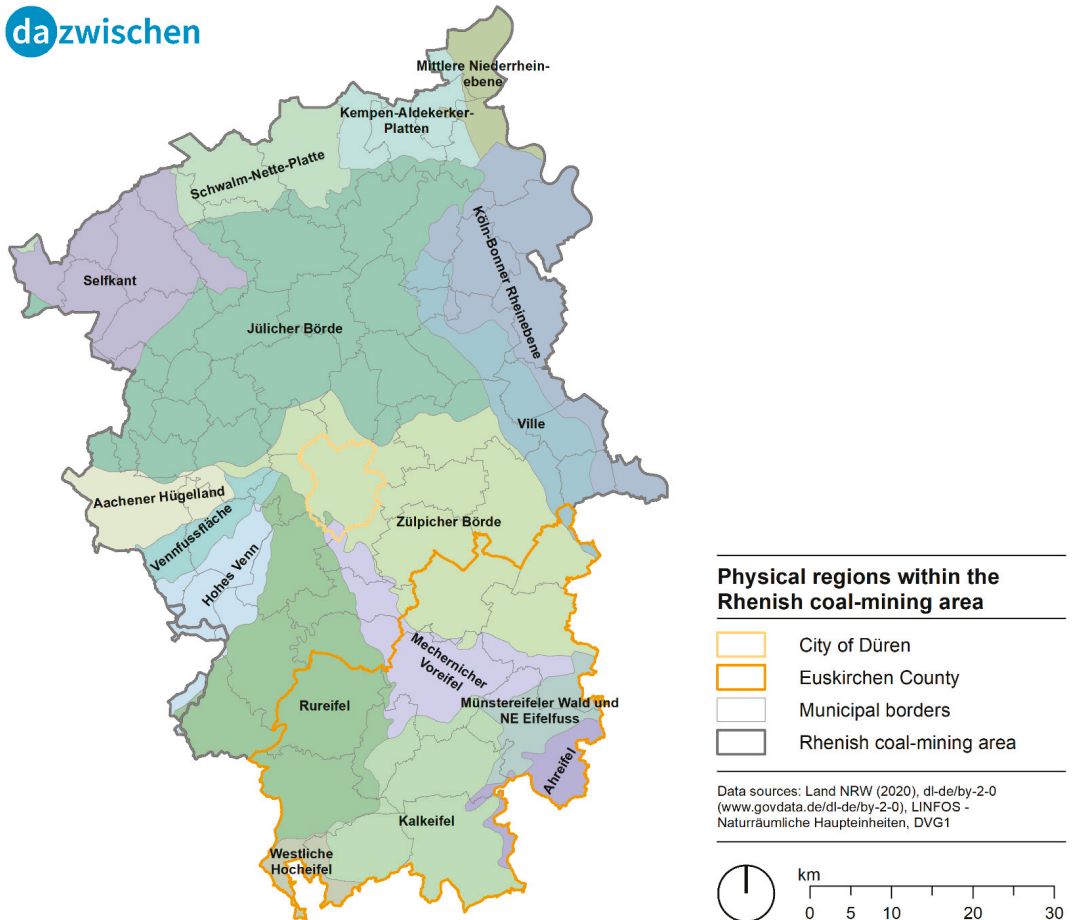 dazwischen
Mittlere Niederrhein-
ebene
Kempen-Aldekerker-
Platten
Schwalm-Nette-Platte
Köln-Bonner Rheinebene
Selfkant
Jülicher Börde
Ville
Aachener Hügelland
Vennfussfläche
Zülpicher Börde
Hohes Venn
Mechernicher
Voreifel
Rureifel
Münstereifeler Wald und
NE Eifelfuss
Ahreifel
Kalkeifel
Westliche
Hocheifel
Physical regions within the
Rhenish coal-mining area
City of Düren
Euskirchen County
Municipal borders
Rhenish coal-mining area
Data sources: Land NRW (2020), dl-de/by-2-0
(www.govdata.de/dl-de/by-2-0), LINFOS -
Naturräumliche Haupteinheiten, DVG1
km
0 5 10 20 30